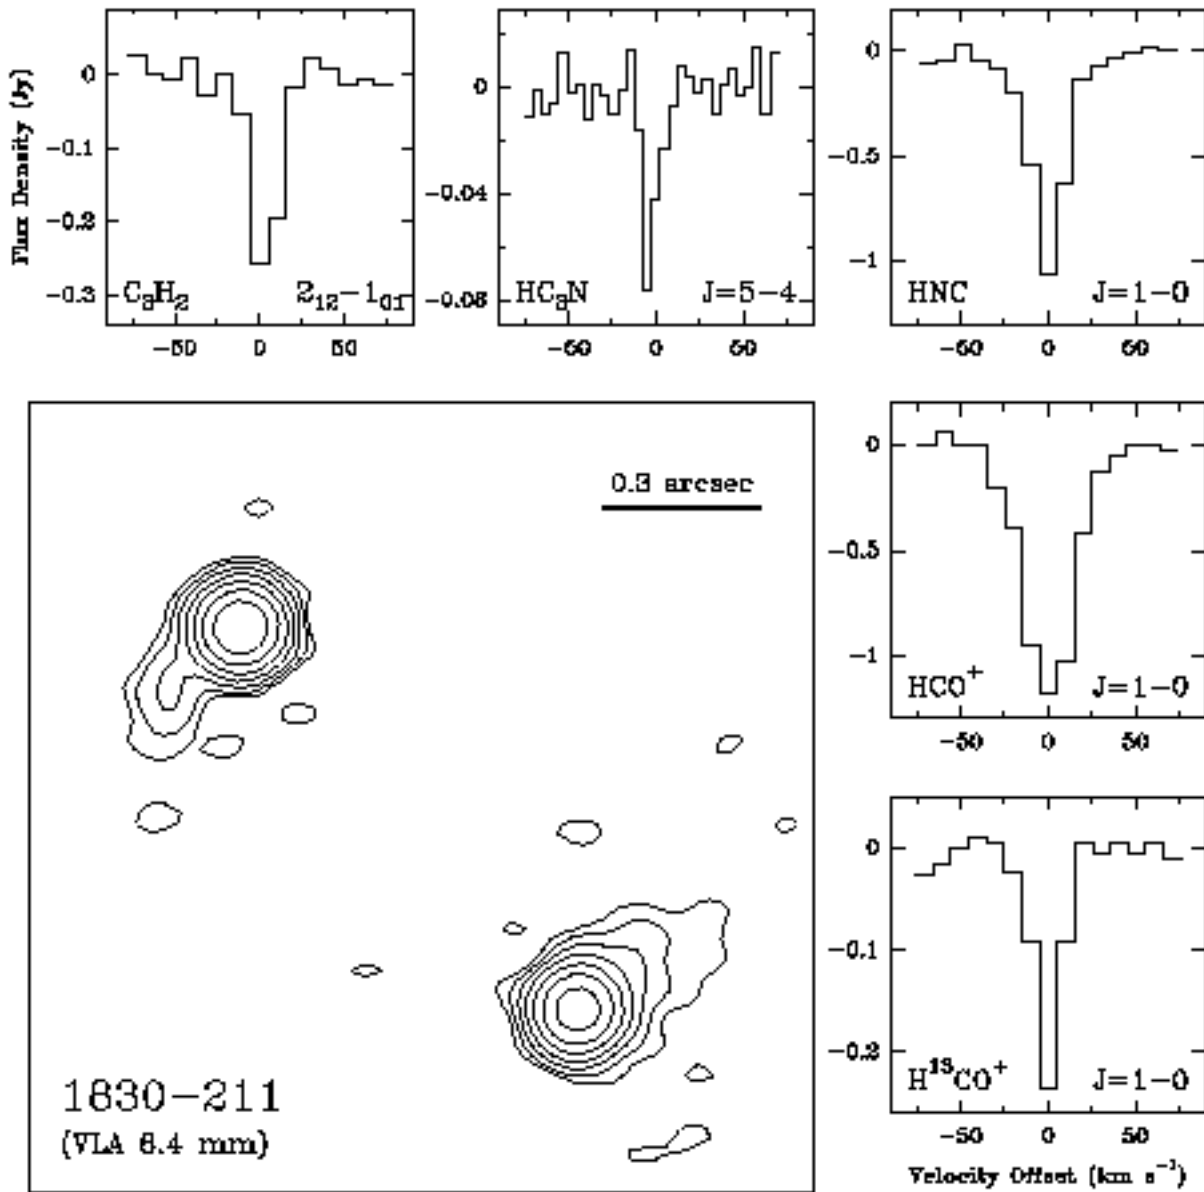 Flux Density (Jy)
0
-0.1
-0.2
-0.3
C3H2 2_12-1_01
-50 0 50
0
-0.04
-0.08
HC3N J=5-4
-50 0 50
0
-0.5
-1
HNC J=1-0
-50 0 50
0.3 arcsec
1830-211
(VLA 6.4 mm)
0
-0.5
-1
HCO+ J=1-0
-50 0 50
0
-0.1
-0.2
H13CO+ J=1-0
-50 0 50
Velocity Offset (km s-1)